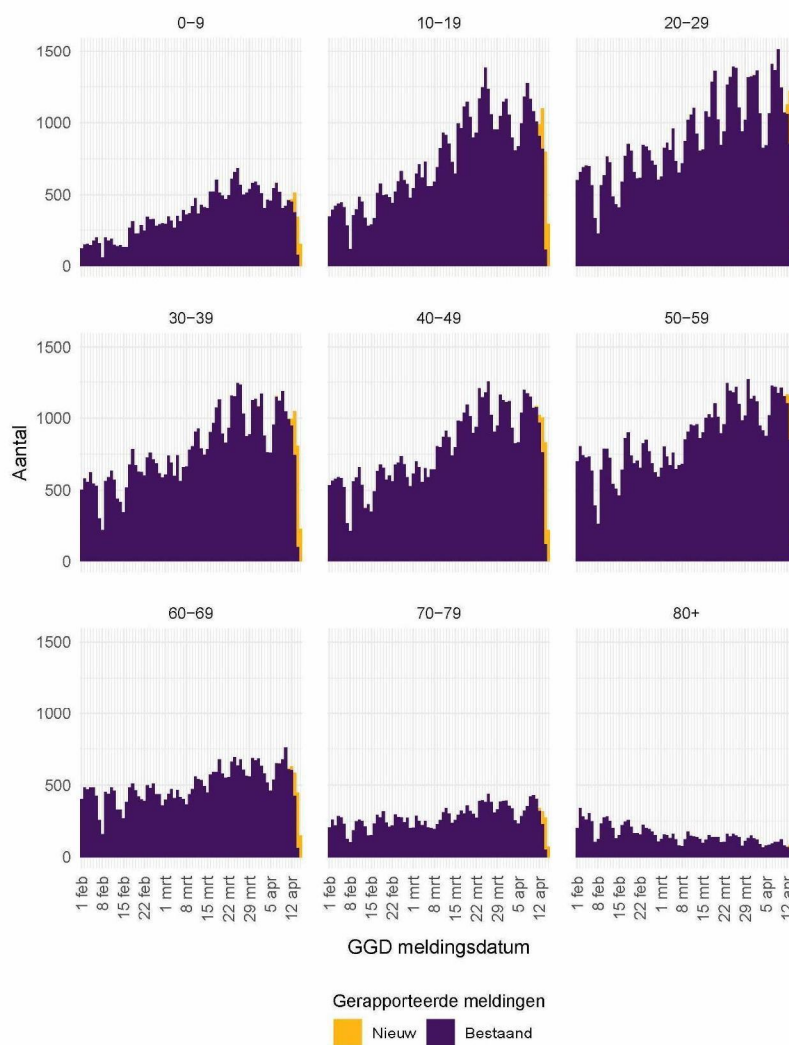 0−9
10−19
20−29
1500
1000
500
0
30−39
40−49
50−59
1500
1000
500
0
Aantal
60−69
70−79
80+
1500
1000
500
0
1 feb
8 feb
15 feb
22 feb
1 mrt
8 mrt
15 mrt
22 mrt
29 mrt
5 apr
12 apr
1 feb
8 feb
15 feb
22 feb
1 mrt
8 mrt
15 mrt
22 mrt
29 mrt
5 apr
12 apr
1 feb
8 feb
15 feb
22 feb
1 mrt
8 mrt
15 mrt
22 mrt
29 mrt
5 apr
12 apr
GGD meldingsdatum
Gerapporteerde meldingen
Nieuw
Bestaand